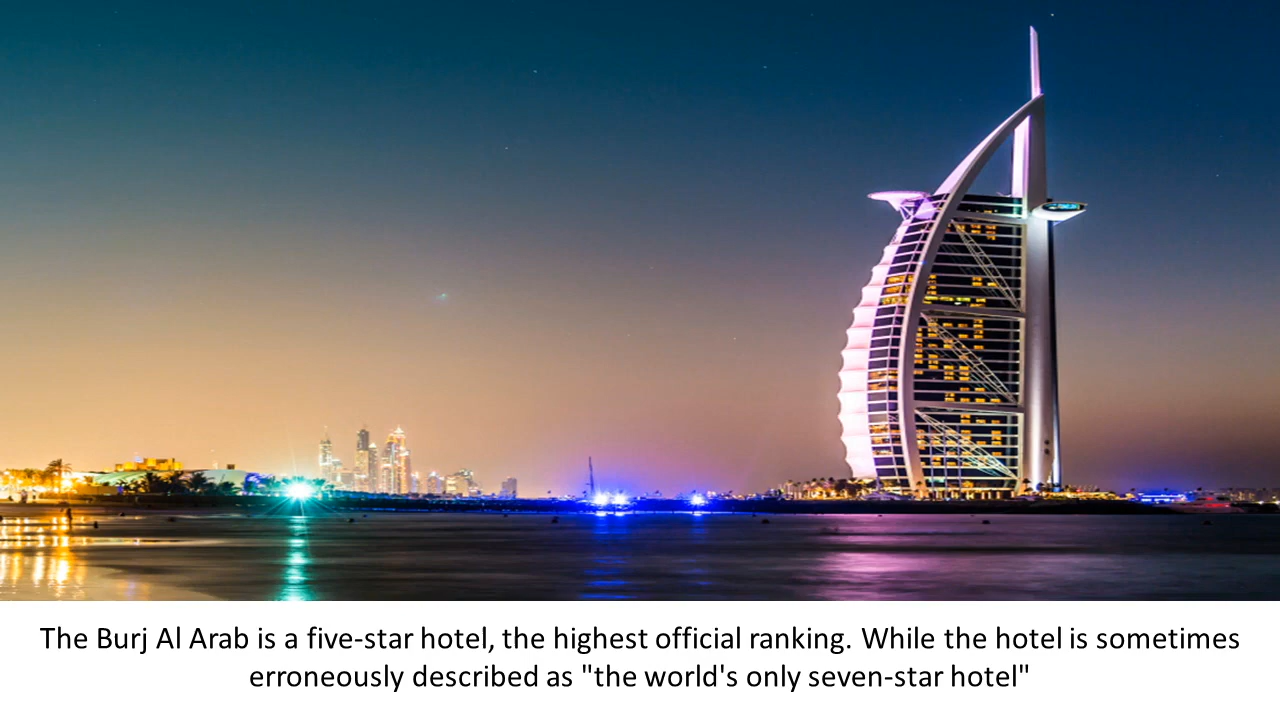 The Burj Al Arab is a five-star hotel, the highest official ranking. While the hotel is sometimes
erroneously described as "the world's only seven-star hotel"